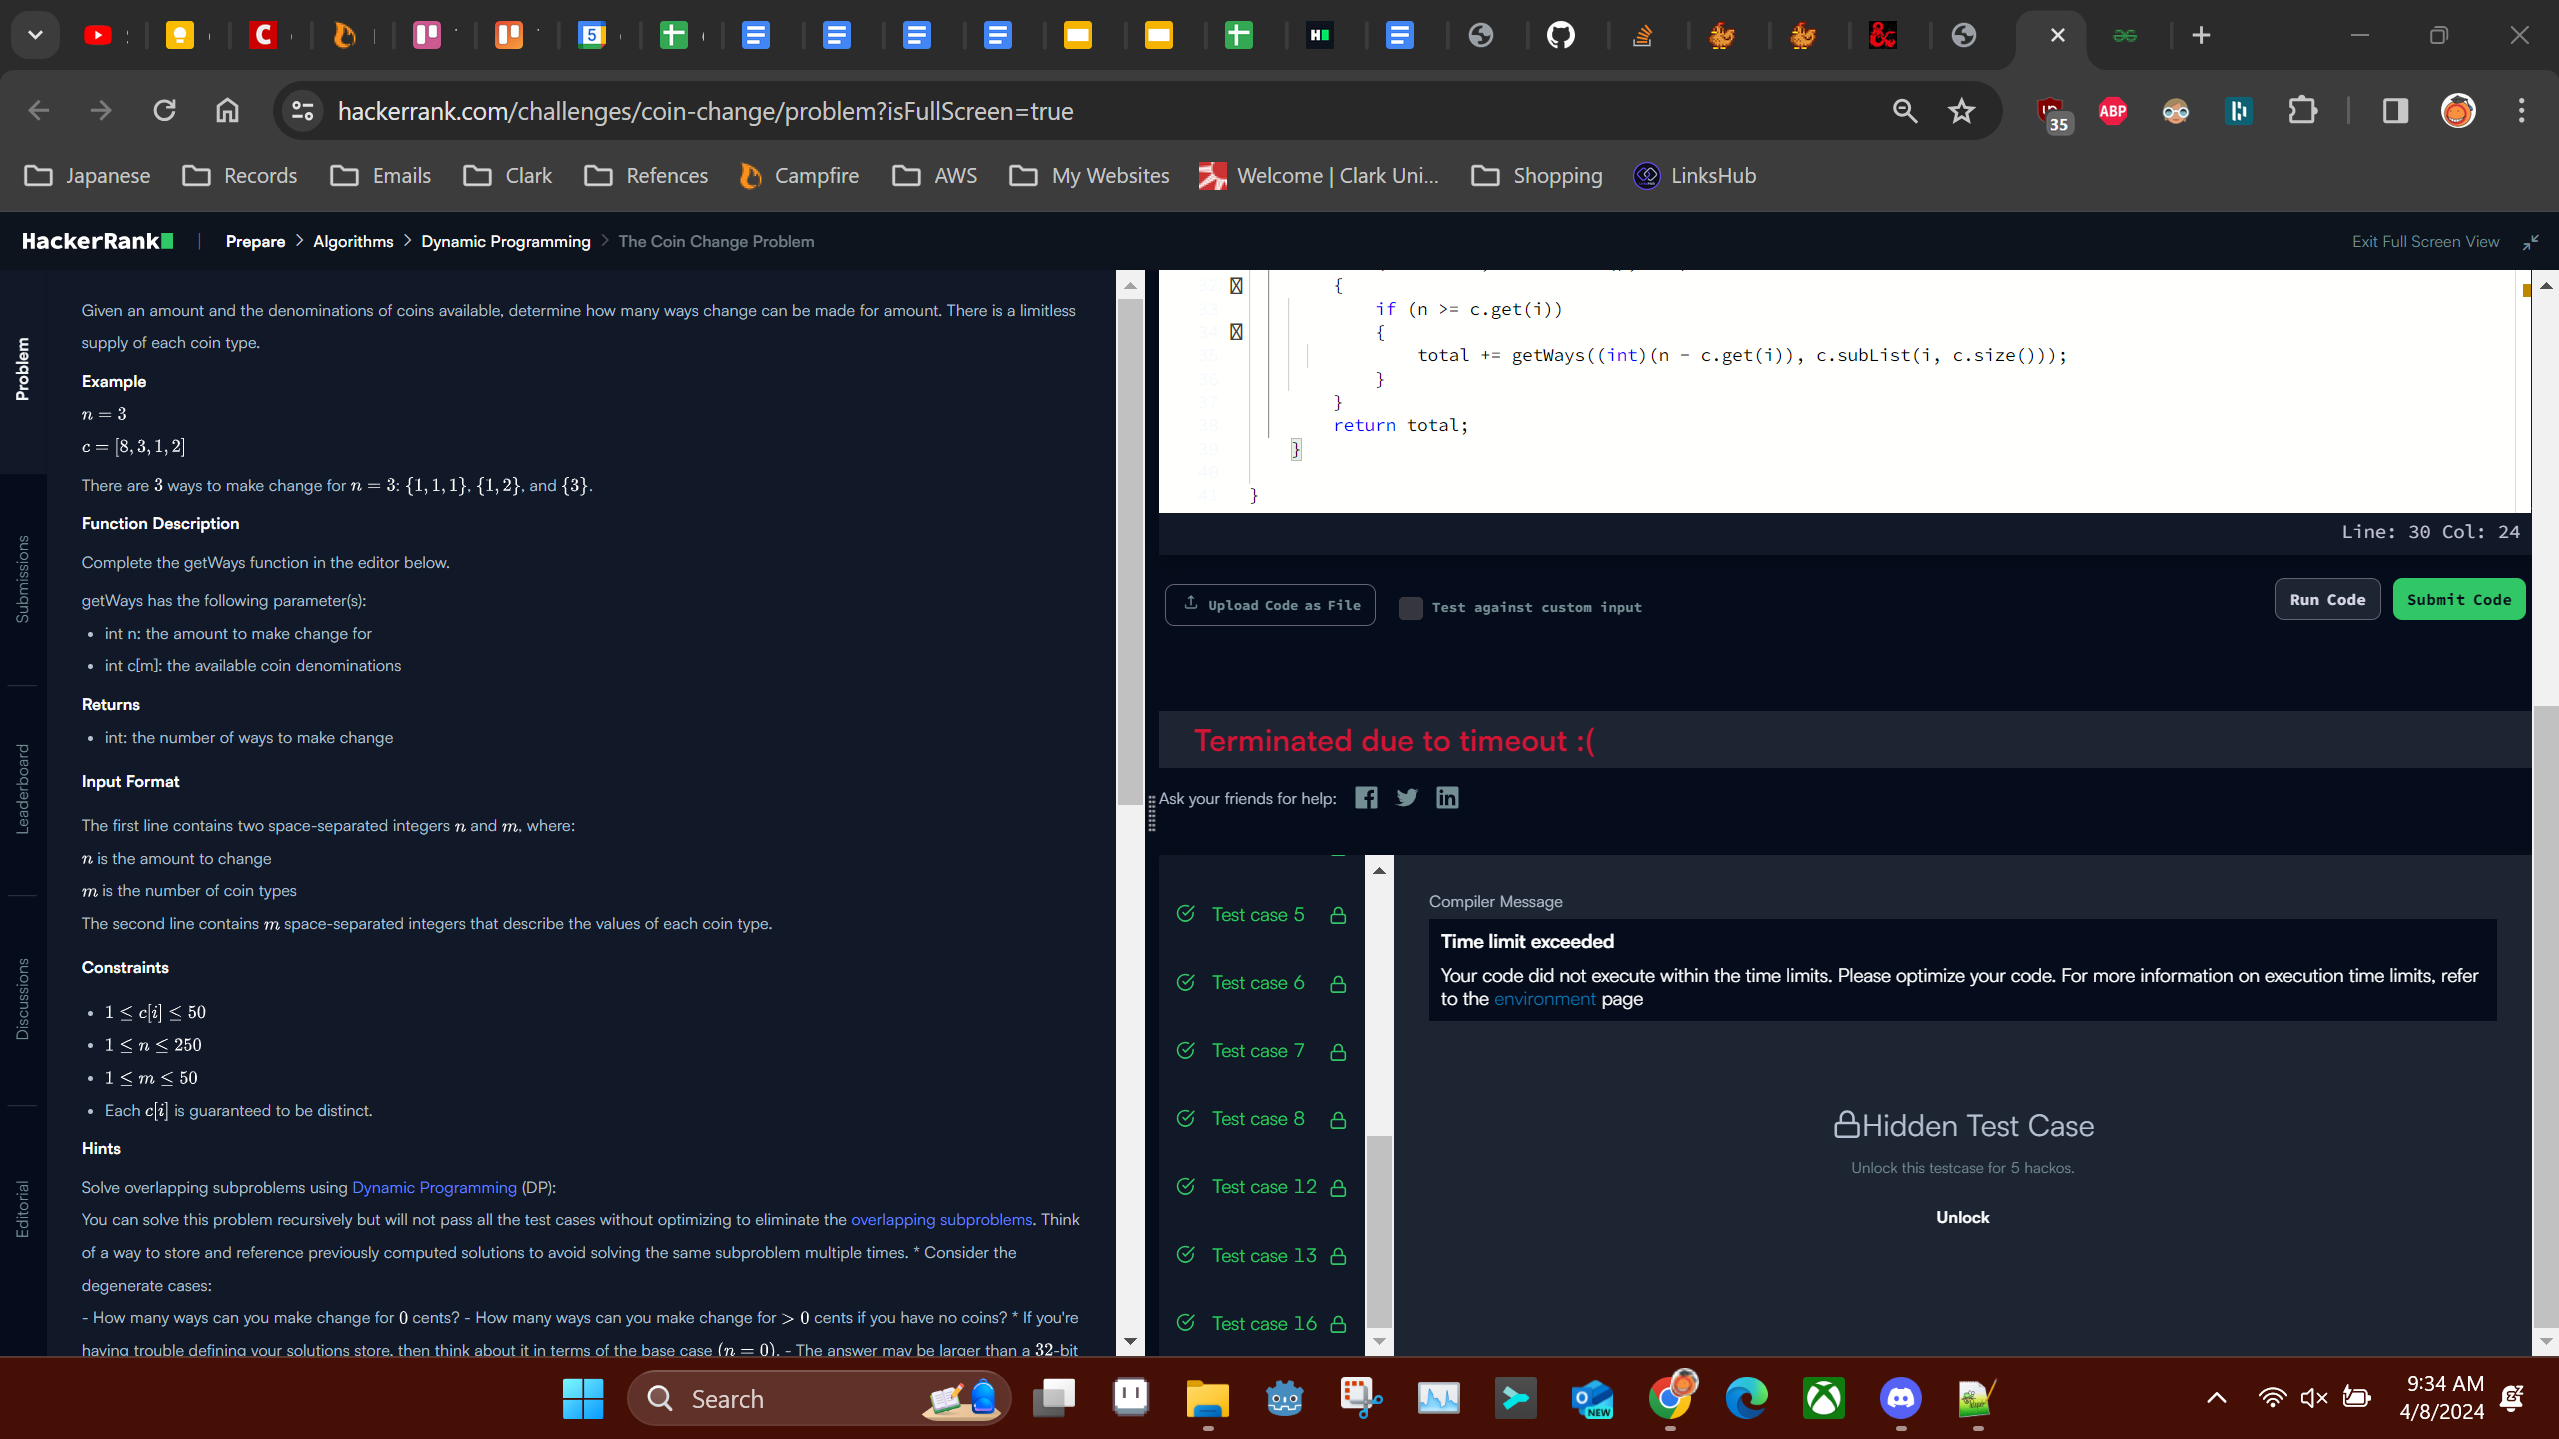 hackerrank.com/challenges/coin-change/problem?isFullScreen=true
35
ABP
Japanese
Records
Emails
Clark
Refences
Campfire
AWS
My Websites
Welcome | Clark Uni...
Shopping
LinksHub
HackerRank
Prepare > Algorithms > Dynamic Programming > The Coin Change Problem
Exit Full Screen View
Problem
Submissions
Leaderboard
Discussions
Editorial
Given an amount and the denominations of coins available, determine how many ways change can be made for amount. There is a limitless
supply of each coin type.
Example
n = 3
c = [8, 3, 1, 2]
There are 3 ways to make change for n = 3: {1, 1, 1}, {1, 2}, and {3}.
Function Description
Complete the getWays function in the editor below.
getWays has the following parameter(s):
• int n: the amount to make change for
• int c[m]: the available coin denominations
Returns
• int: the number of ways to make change
Input Format
The first line contains two space-separated integers n and m, where:
n is the amount to change
m is the number of coin types
The second line contains m space-separated integers that describe the values of each coin type.
Constraints
• 1 ≤ c[i] ≤ 50
• 1 ≤ n ≤ 250
• 1 ≤ m ≤ 50
• Each c[i] is guaranteed to be distinct.
Hints
Solve overlapping subproblems using Dynamic Programming (DP):
You can solve this problem recursively but will not pass all the test cases without optimizing to eliminate the overlapping subproblems. Think
of a way to store and reference previously computed solutions to avoid solving the same subproblem multiple times. * Consider the
degenerate cases:
- How many ways can you make change for 0 cents? - How many ways can you make change for > 0 cents if you have no coins? * If you're
having trouble defining your solutions store, then think about it in terms of the base case (n = 0). - The answer may be larger than a 32-bit
32 {
33 if (n >= c.get(i))
34 {
35 total += getWays((int)(n - c.get(i)), c.subList(i, c.size()));
36 }
37 }
38 return total;
39 }
40
41 }
Line: 30 Col: 24
Upload Code as File
Test against custom input
Run Code
Submit Code
Terminated due to timeout :(
Ask your friends for help:
Test case 5
Test case 6
Test case 7
Test case 8
Test case 12
Test case 13
Test case 16
Compiler Message
Time limit exceeded
Your code did not execute within the time limits. Please optimize your code. For more information on execution time limits, refer
to the environment page
Hidden Test Case
Unlock this testcase for 5 hackos.
Unlock
Search
NEW
9:34 AM
4/8/2024